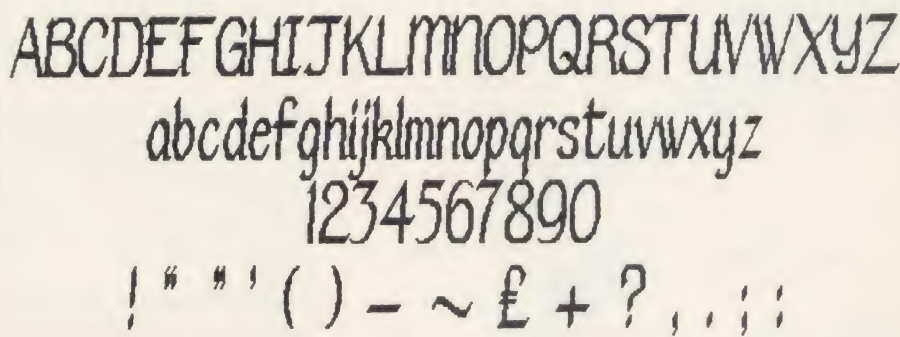 ABCDEFGHIJKLMNOPQRSTUVWXYZ
abcdefghijklmnopqrstuvwxyz
1234567890
! “ ” ' ( ) – ~ £ + ? , . ; :